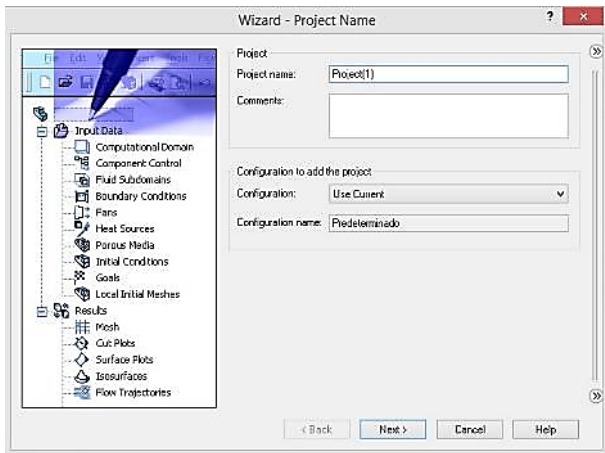 Wizard - Project Name
?
Project
Project name:
Project(1)
Comments:
Configuration to add the project
Configuration:
Use Current
Configuration name:
Predeterminado
File Edit
Input Data
Computational Domain
Component Control
Fluid Subdomains
Boundary Conditions
Fans
Heat Sources
Porous Media
Initial Conditions
Goals
Local Initial Meshes
Results
Mesh
Cut Plots
Surface Plots
Isosurfaces
Flow Trajectories
< Back
Next >
Cancel
Help